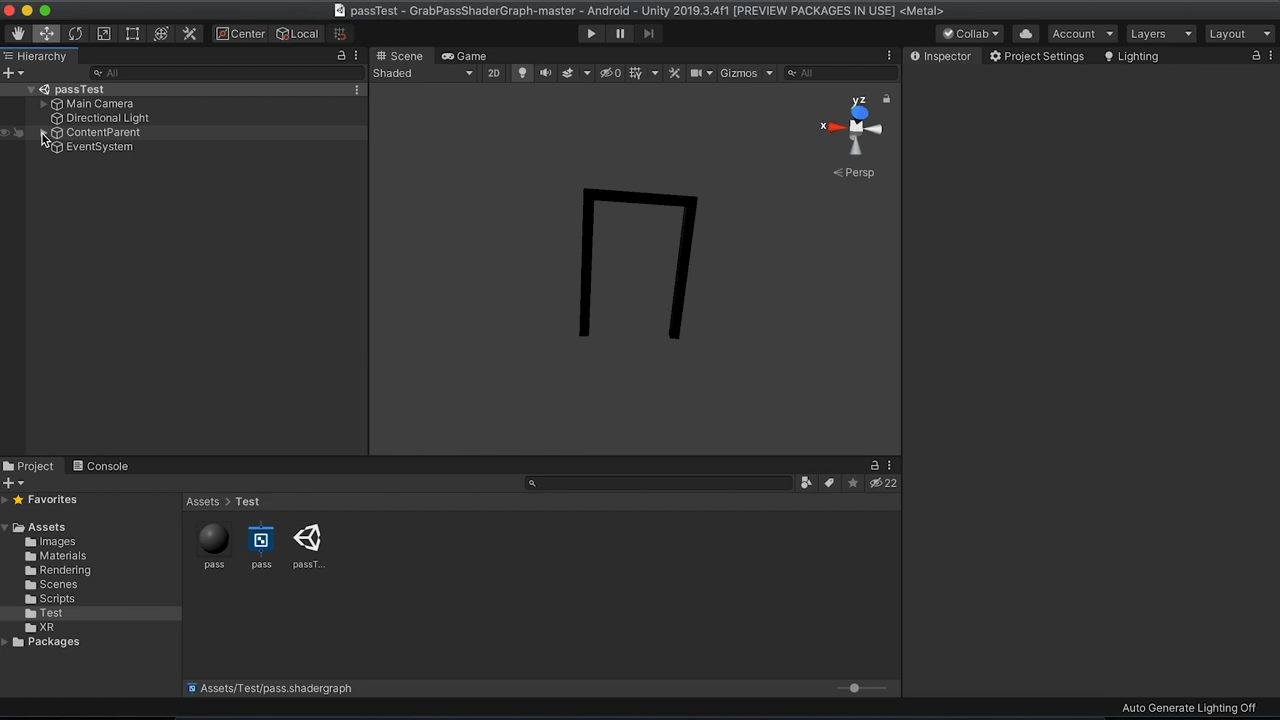 passTest - GrabPassShaderGraph-master - Android - Unity 2019.3.4f1 [PREVIEW PACKAGES IN USE] <Metal>
Center Local Collab Account Layers Layout
Hierarchy Scene Game Inspector Project Settings Lighting
All Shaded 2D 0 Gizmos All
passTest
Main Camera
Directional Light
ContentParent
EventSystem
y z
x
Persp
Project Console
22
Favorites
Assets > Test
Assets
Images
Materials
Rendering
Scenes
Scripts
Test
XR
Packages
pass pass passT...
Assets/Test/pass.shadergraph
Auto Generate Lighting Off